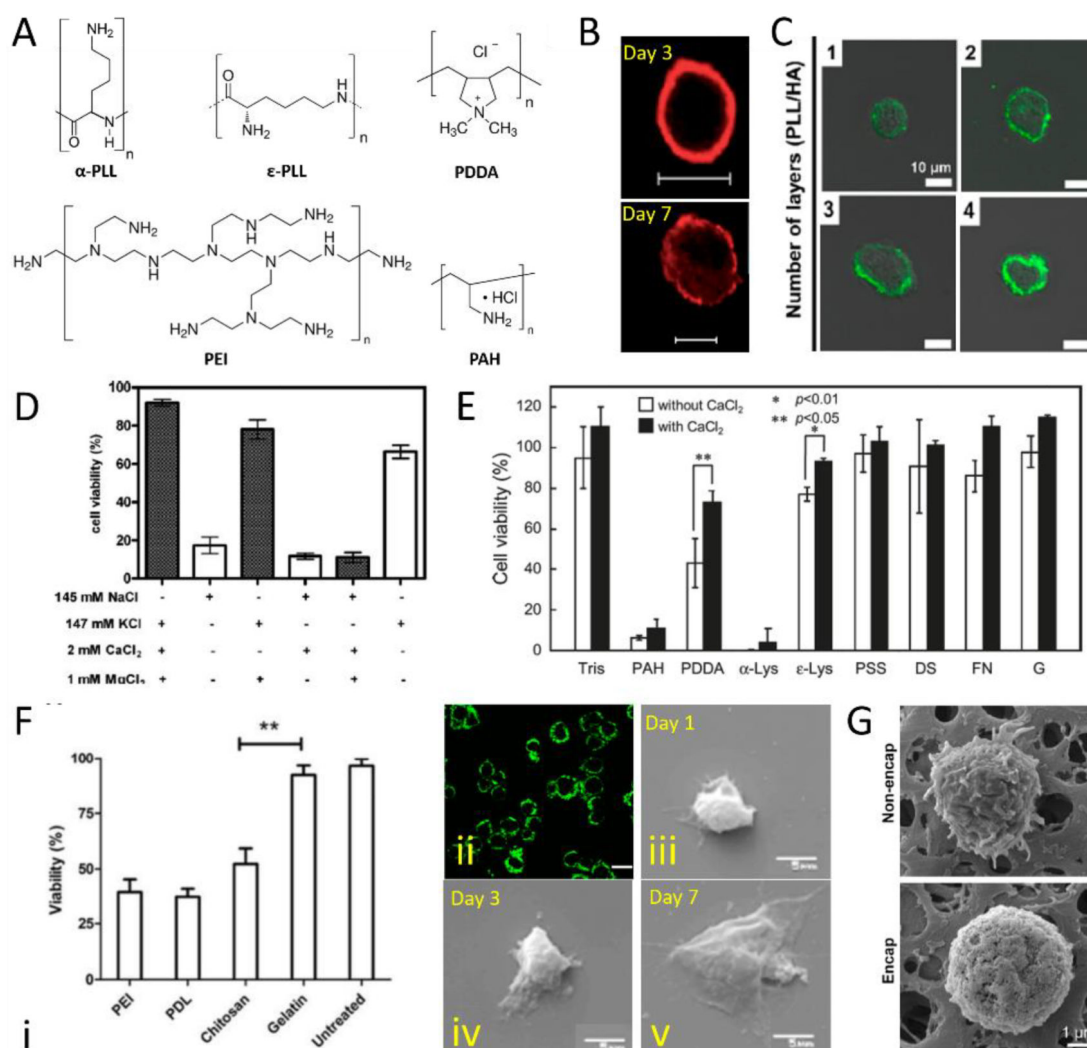 A
NH₂
O
N
H
n
α-PLL
O
NH₂
H
N
n
ε-PLL
Cl⁻
N
+
H₃C
CH₃
n
PDDA
NH₂
H
N
NH₂
NH₂
N
N
N
H
N
N
H
N
NH₂
H₂N
N
NH₂
n
PEI
• HCl
NH₂
n
PAH
B
Day 3
Day 7
C
Number of layers (PLL/HA)
1
10 µm
2
3
4
D
cell viability (%)
100
80
60
40
20
0
145 mM NaCl - + - + + -
147 mM KCl + - + - - +
2 mM CaCl₂ + - - + + -
+ - + - + -
E
Cell viability (%)
120
100
80
60
40
20
0
without CaCl₂
with CaCl₂
* p<0.01
** p<0.05
**
*
Tris PAH PDDA α-Lys ε-Lys PSS DS FN G
F
Viability (%)
100
75
50
25
0
**
PEI PDL Chitosan Gelatin Untreated
i
ii
Day 1
iii
Day 3
iv
Day 7
v
G
Non-encap
Encap
1 µm